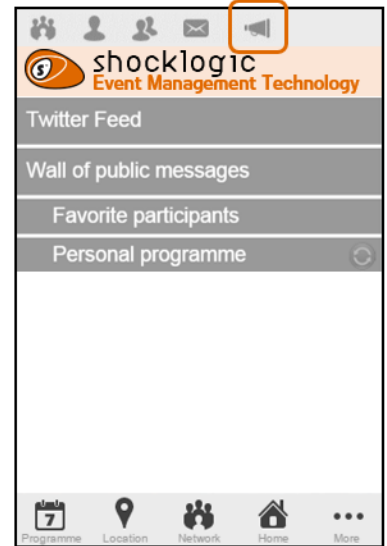 shocklogic
Event Management Technology
Twitter Feed
Wall of public messages
Favorite participants
Personal programme
7
Programme Location Network Home More